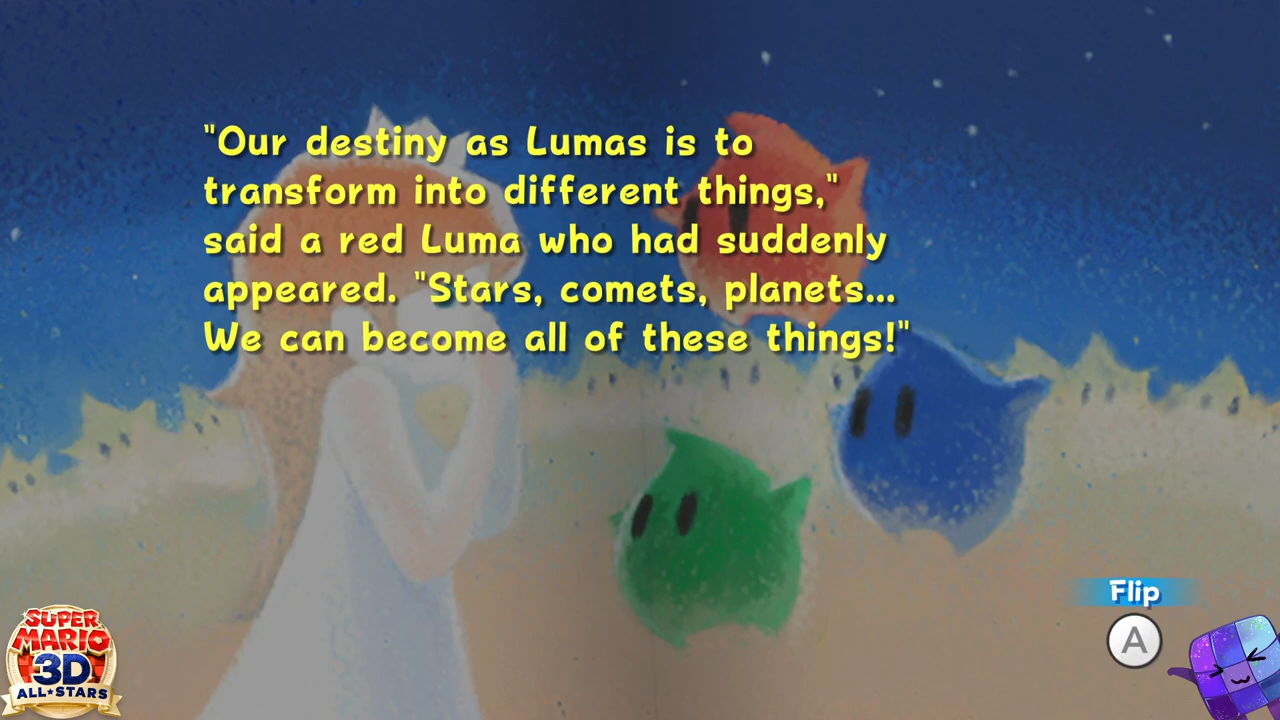 "Our destiny as Lumas is to
transform into different things,"
said a red Luma who had suddenly
appeared. "Stars, comets, planets...
We can become all of these things!"
Flip
A
SUPER
MARIO
3D
ALL★STARS